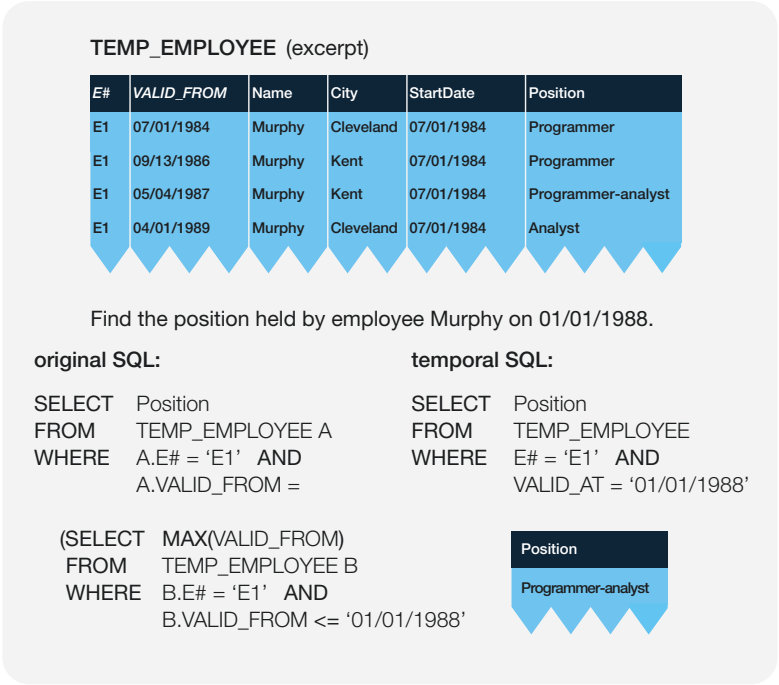 TEMP_EMPLOYEE (excerpt)
E# VALID_FROM Name City StartDate Position
E1 07/01/1984 Murphy Cleveland 07/01/1984 Programmer
E1 09/13/1986 Murphy Kent 07/01/1984 Programmer
E1 05/04/1987 Murphy Kent 07/01/1984 Programmer-analyst
E1 04/01/1989 Murphy Cleveland 07/01/1984 Analyst
Find the position held by employee Murphy on 01/01/1988.
original SQL:
SELECT Position
FROM TEMP_EMPLOYEE A
WHERE A.E# = ‘E1’ AND
A.VALID_FROM =
(SELECT MAX(VALID_FROM)
FROM TEMP_EMPLOYEE B
WHERE B.E# = ‘E1’ AND
B.VALID_FROM <= ‘01/01/1988’
temporal SQL:
SELECT Position
FROM TEMP_EMPLOYEE
WHERE E# = ‘E1’ AND
VALID_AT = ‘01/01/1988’
Position
Programmer-analyst